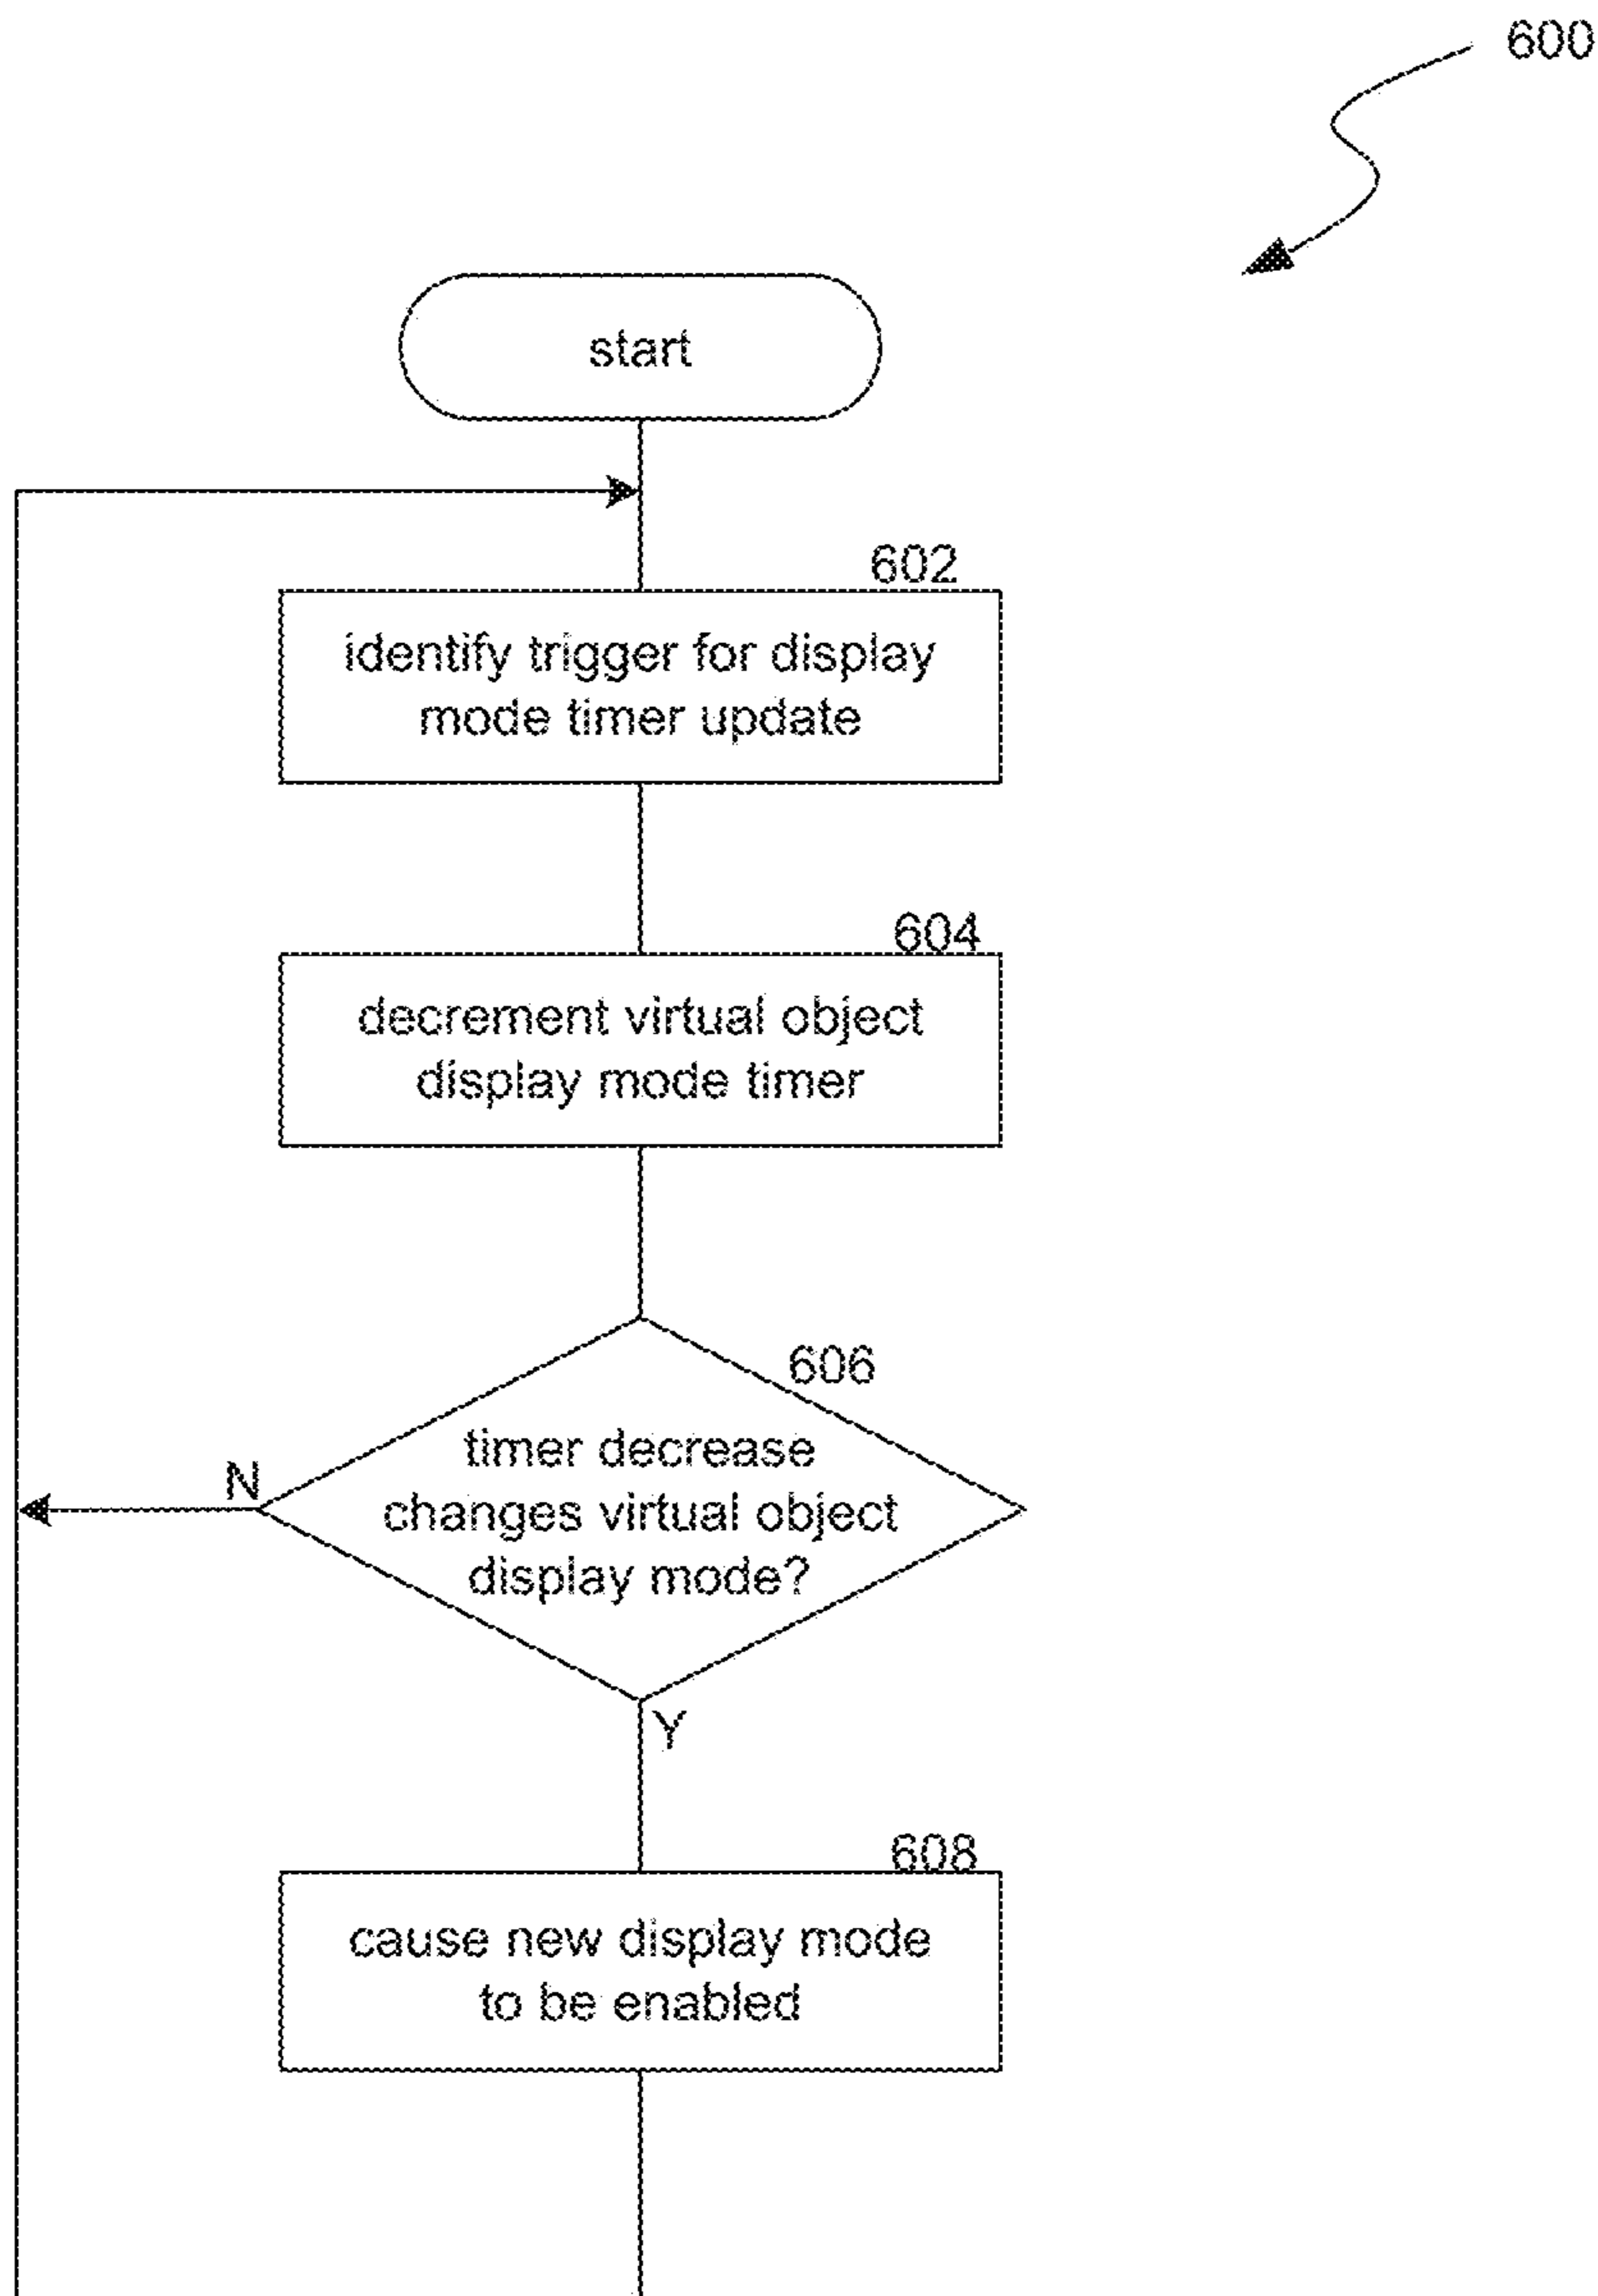 600
start
602
identify trigger for display
mode timer update
604
decrement virtual object
display mode timer
606
timer decrease
changes virtual object
display mode?
N
Y
608
cause new display mode
to be enabled